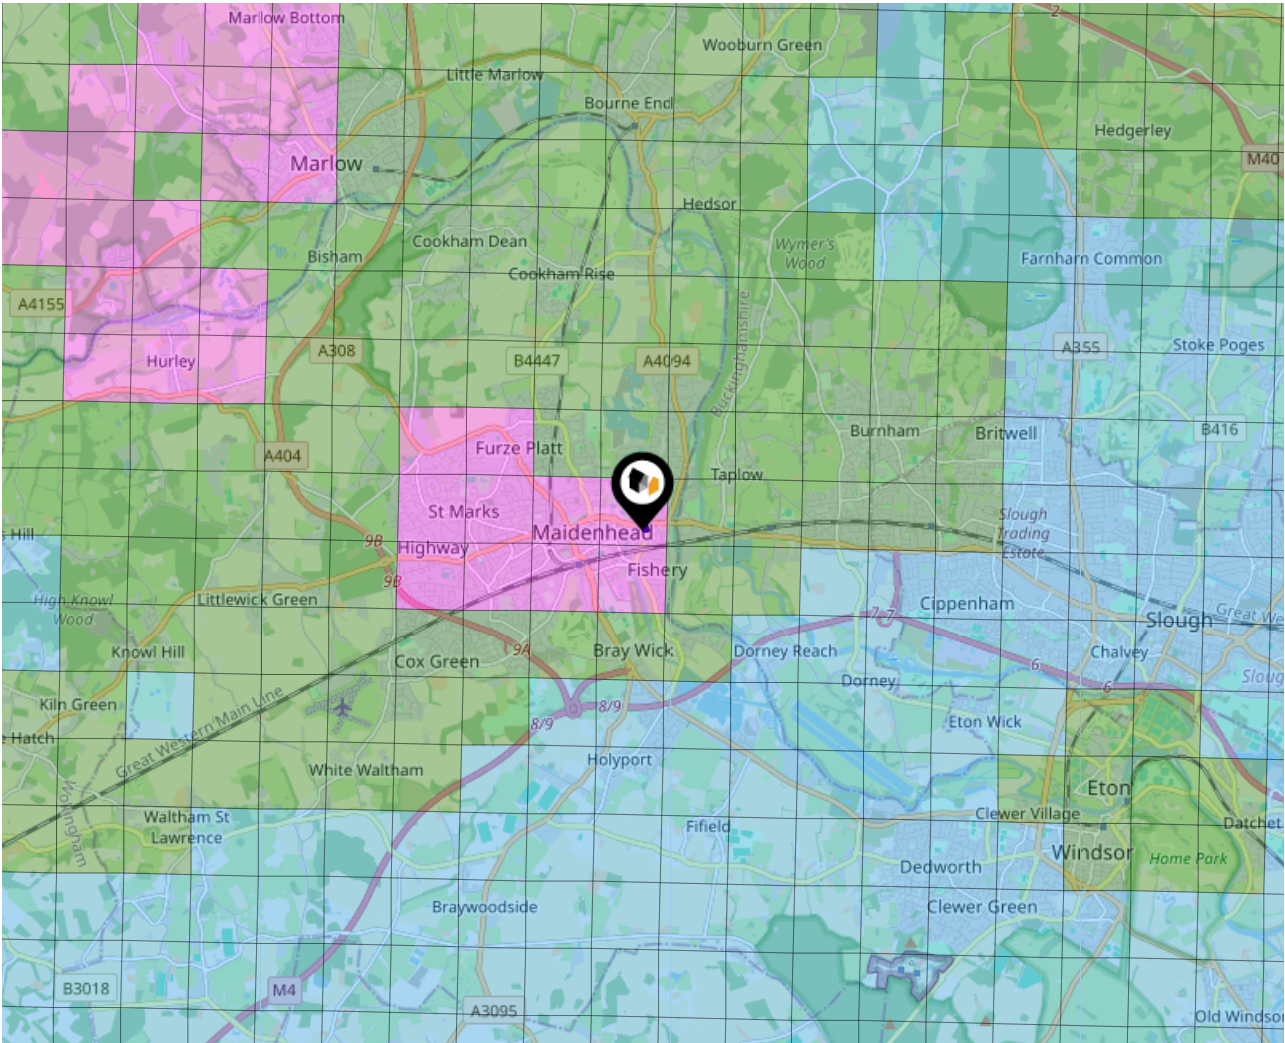 Marlow Bottom
2
Wooburn Green
Little Marlow
Bourne End
Hedgerley
M40
Marlow
Hedsor
Cookham Dean
Wymer's
Wood
Bisham
Farnham Common
Cookham Rise
A4155
Buckinghamshire
A355
Stoke Poges
A308
B4447
A4094
Hurley
B416
Burnham
Britwell
Furze Platt
A404
Taplow
St Marks
Slough
Trading
Estate
s Hill
Maidenhead
9B
Highway
Fishery
9B
High Knowl
Wood
Littlewick Green
Cippenham
7
7
Great We
Slough
Knowl Hill
9A
Bray Wick
Dorney Reach
Chalvey
Cox Green
6
Dorney
Sloug
6
Kiln Green
Great Western Main Line
8/9
8/9
Eton Wick
e Hatch
Holyport
White Waltham
Eton
Wokingham
Waltham St
Lawrence
Fifield
Clewer Village
Datchet
Windsor
Home Park
Dedworth
Braywoodside
Clewer Green
B3018
M4
A3095
Old Windsor